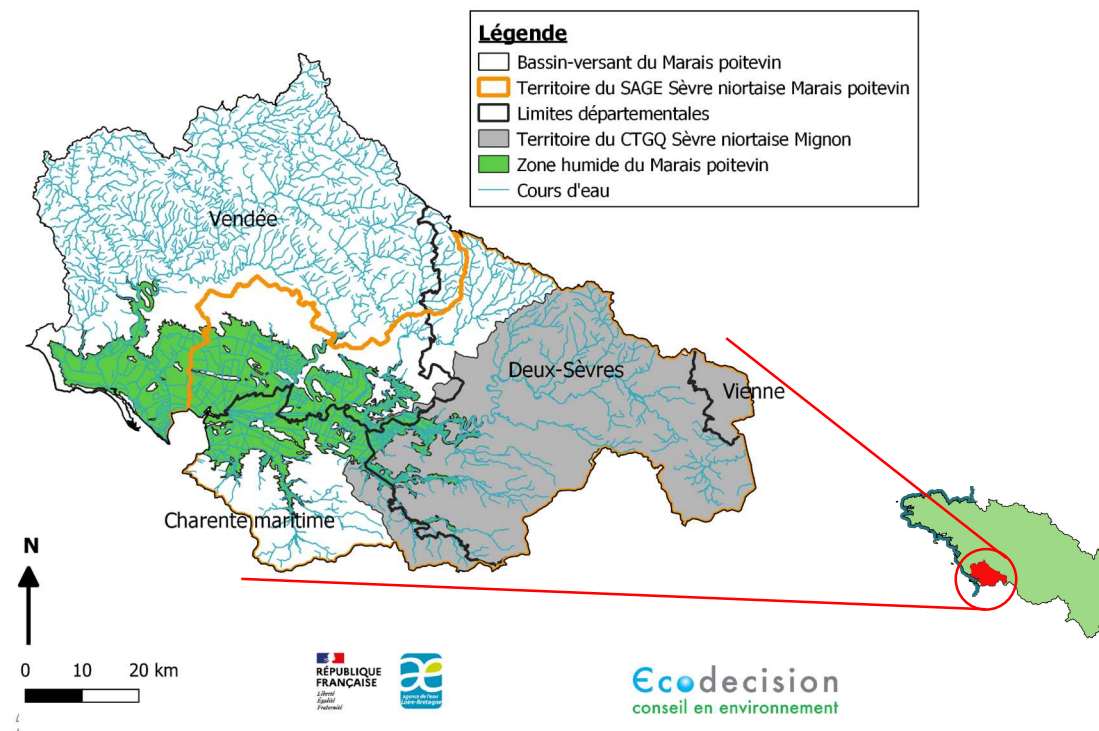 Légende
Bassin-versant du Marais poitevin
Territoire du SAGE Sèvre niortaise Marais poitevin
Limites départementales
Territoire du CTGQ Sèvre niortaise Mignon
Zone humide du Marais poitevin
Cours d'eau
Vendée
Deux-Sèvres
Vienne
Charente maritime
N
0 10 20 km
RÉPUBLIQUE
FRANÇAISE
Liberté
Égalité
Fraternité
agence de l'eau
Loire-Bretagne
Ecodecision
conseil en environnement